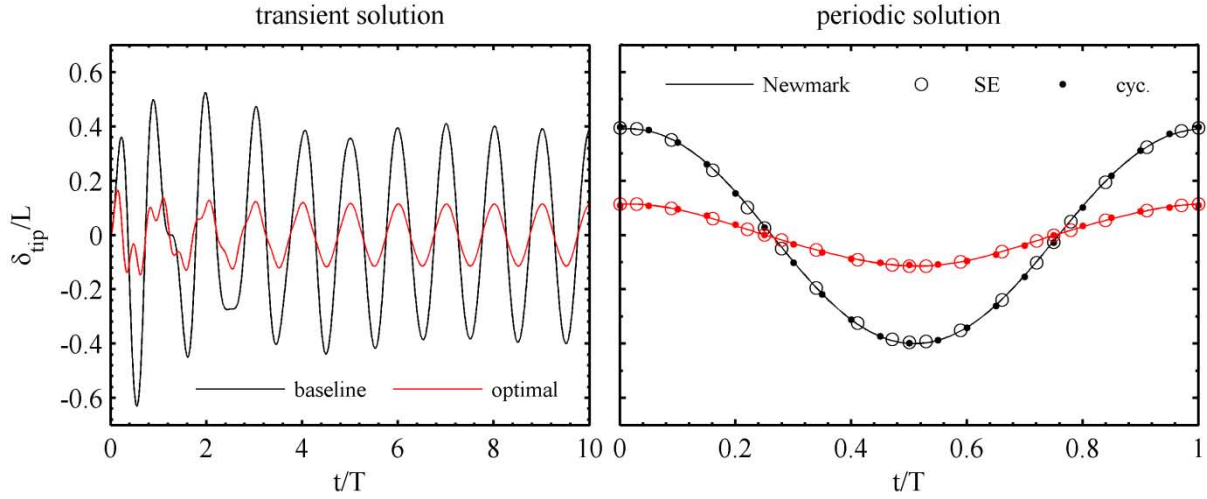 transient solution
periodic solution
δtip/L
0.6
0.4
0.2
0
-0.2
-0.4
-0.6
baseline
optimal
0
2
4
6
8
10
t/T
Newmark
SE
cyc.
0
0.2
0.4
0.6
0.8
1
t/T